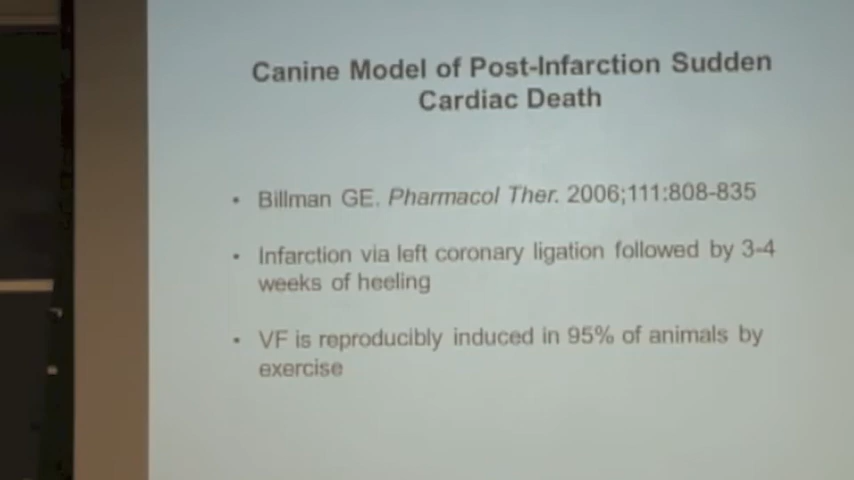 Canine Model of Post-Infarction Sudden
Cardiac Death
• Billman GE. Pharmacol Ther. 2006;111:808-835
• Infarction via left coronary ligation followed by 3-4
weeks of heeling
• VF is reproducibly induced in 95% of animals by
exercise